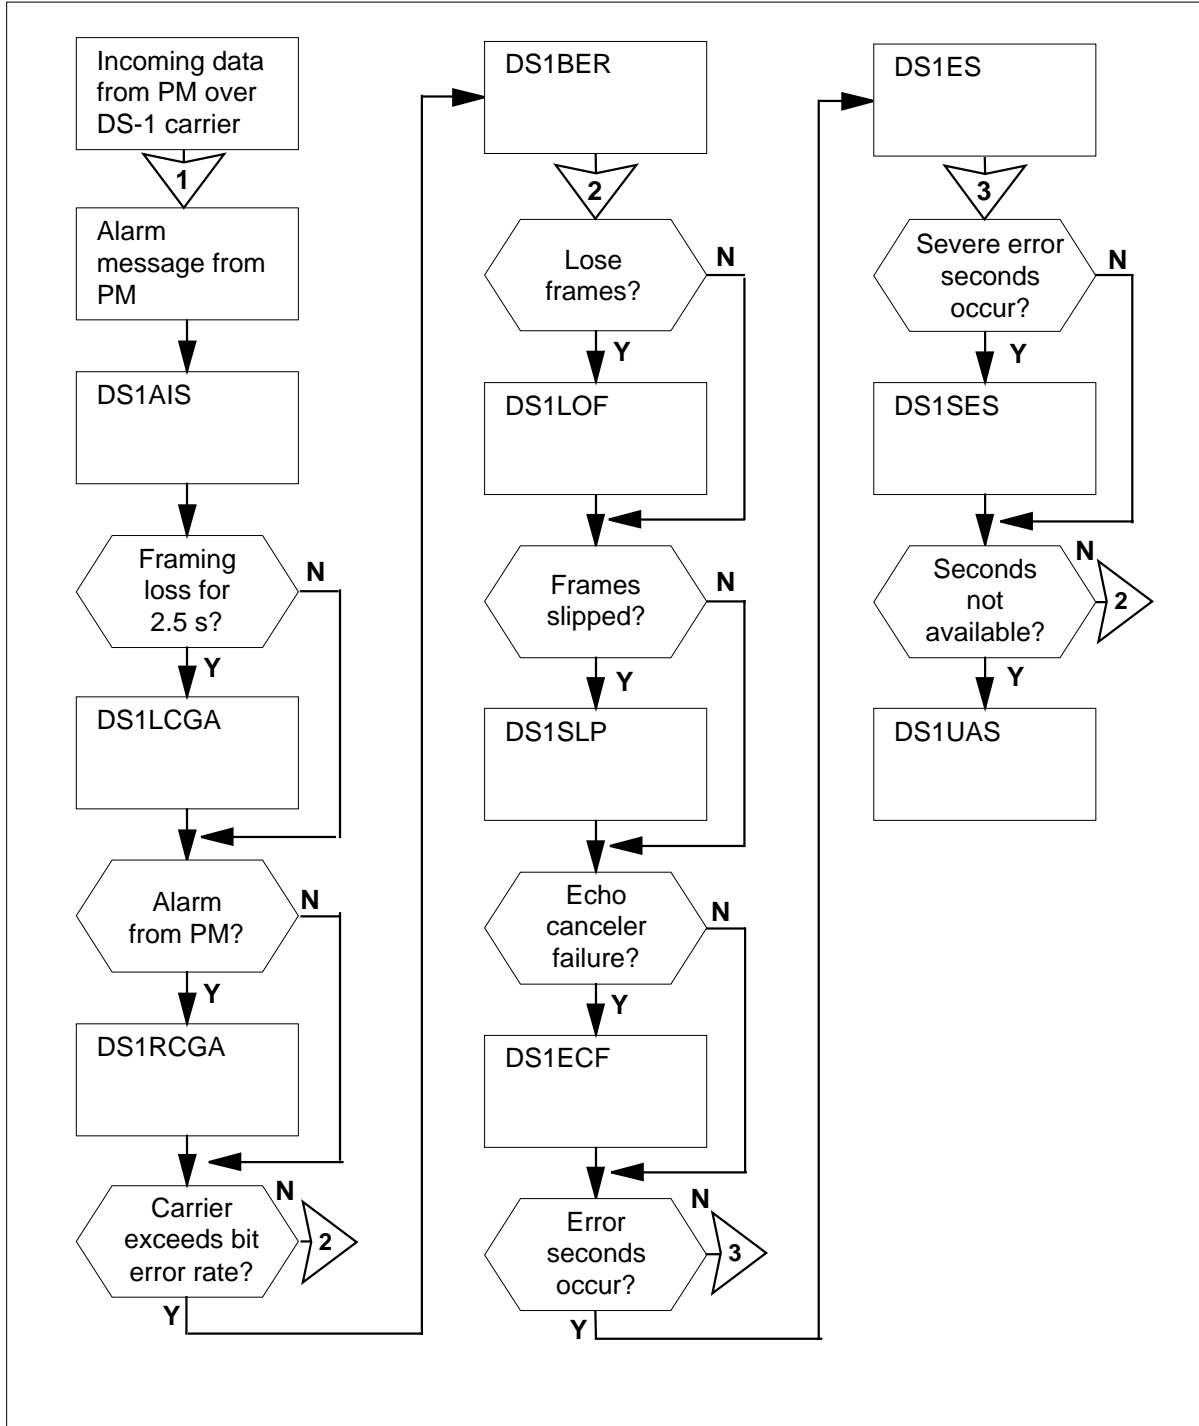 Incoming data
from PM over
DS-1 carrier
1
Alarm
message from
PM
DS1AIS
Framing
loss for
2.5 s?
N
Y
DS1LCGA
Alarm
from PM?
N
Y
DS1RCGA
Carrier
exceeds bit
error rate?
N
2
Y
DS1BER
2
Lose
frames?
N
Y
DS1LOF
Frames
slipped?
N
Y
DS1SLP
Echo
canceler
failure?
N
Y
DS1ECF
Error
seconds
occur?
N
3
Y
DS1ES
3
Severe error
seconds
occur?
N
Y
DS1SES
Seconds
not
available?
N
2
Y
DS1UAS